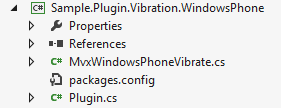 C# Sample.Plugin.Vibration.WindowsPhone
Properties
References
C# MvxWindowsPhoneVibrate.cs
packages.config
C# Plugin.cs